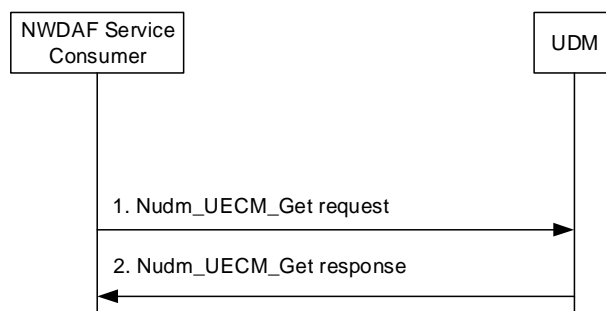 NWDAF Service
Consumer
UDM
1. Nudm_UECM_Get request
2. Nudm_UECM_Get response